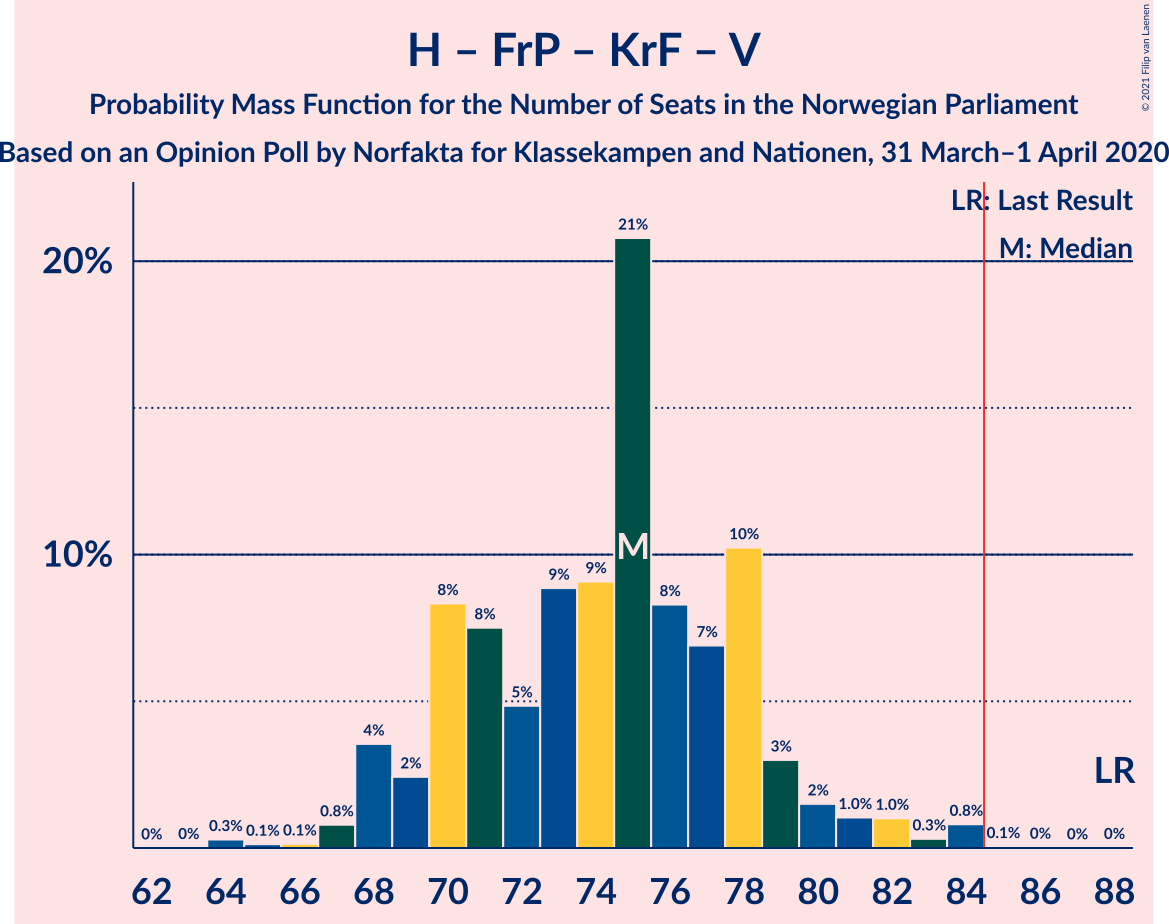 H – FrP – KrF – V
Probability Mass Function for the Number of Seats in the Norwegian Parliament
Based on an Opinion Poll by Norfakta for Klassekampen and Nationen, 31 March–1 April 2020
© 2021 Filip van Laenen
LR: Last Result
M: Median
20%
10%
0% 0% 0.3% 0.1% 0.1% 0.8% 4% 2% 8% 8% 5% 9% 9% 21% 8% 7% 10% 3% 2% 1.0% 1.0% 0.3% 0.8% 0.1% 0% 0% 0%
M
LR
62 64 66 68 70 72 74 76 78 80 82 84 86 88